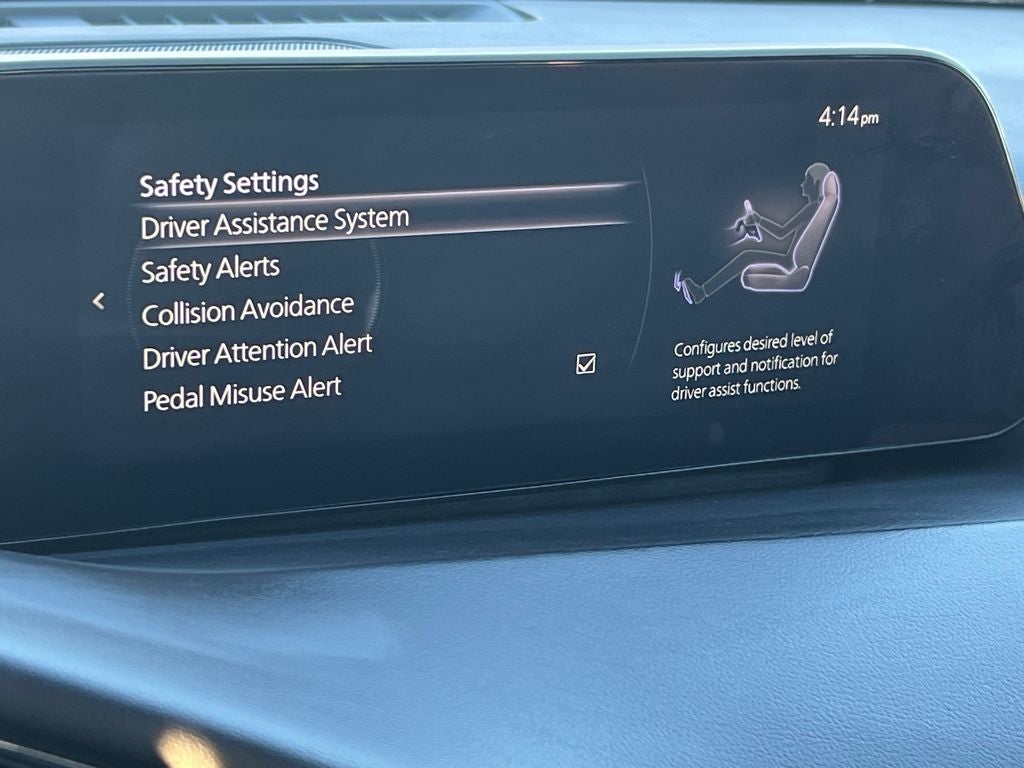 4:14pm
Safety Settings
Driver Assistance System
Safety Alerts
Collision Avoidance
Driver Attention Alert
Pedal Misuse Alert
Configures desired level of
support and notification for
driver assist functions.